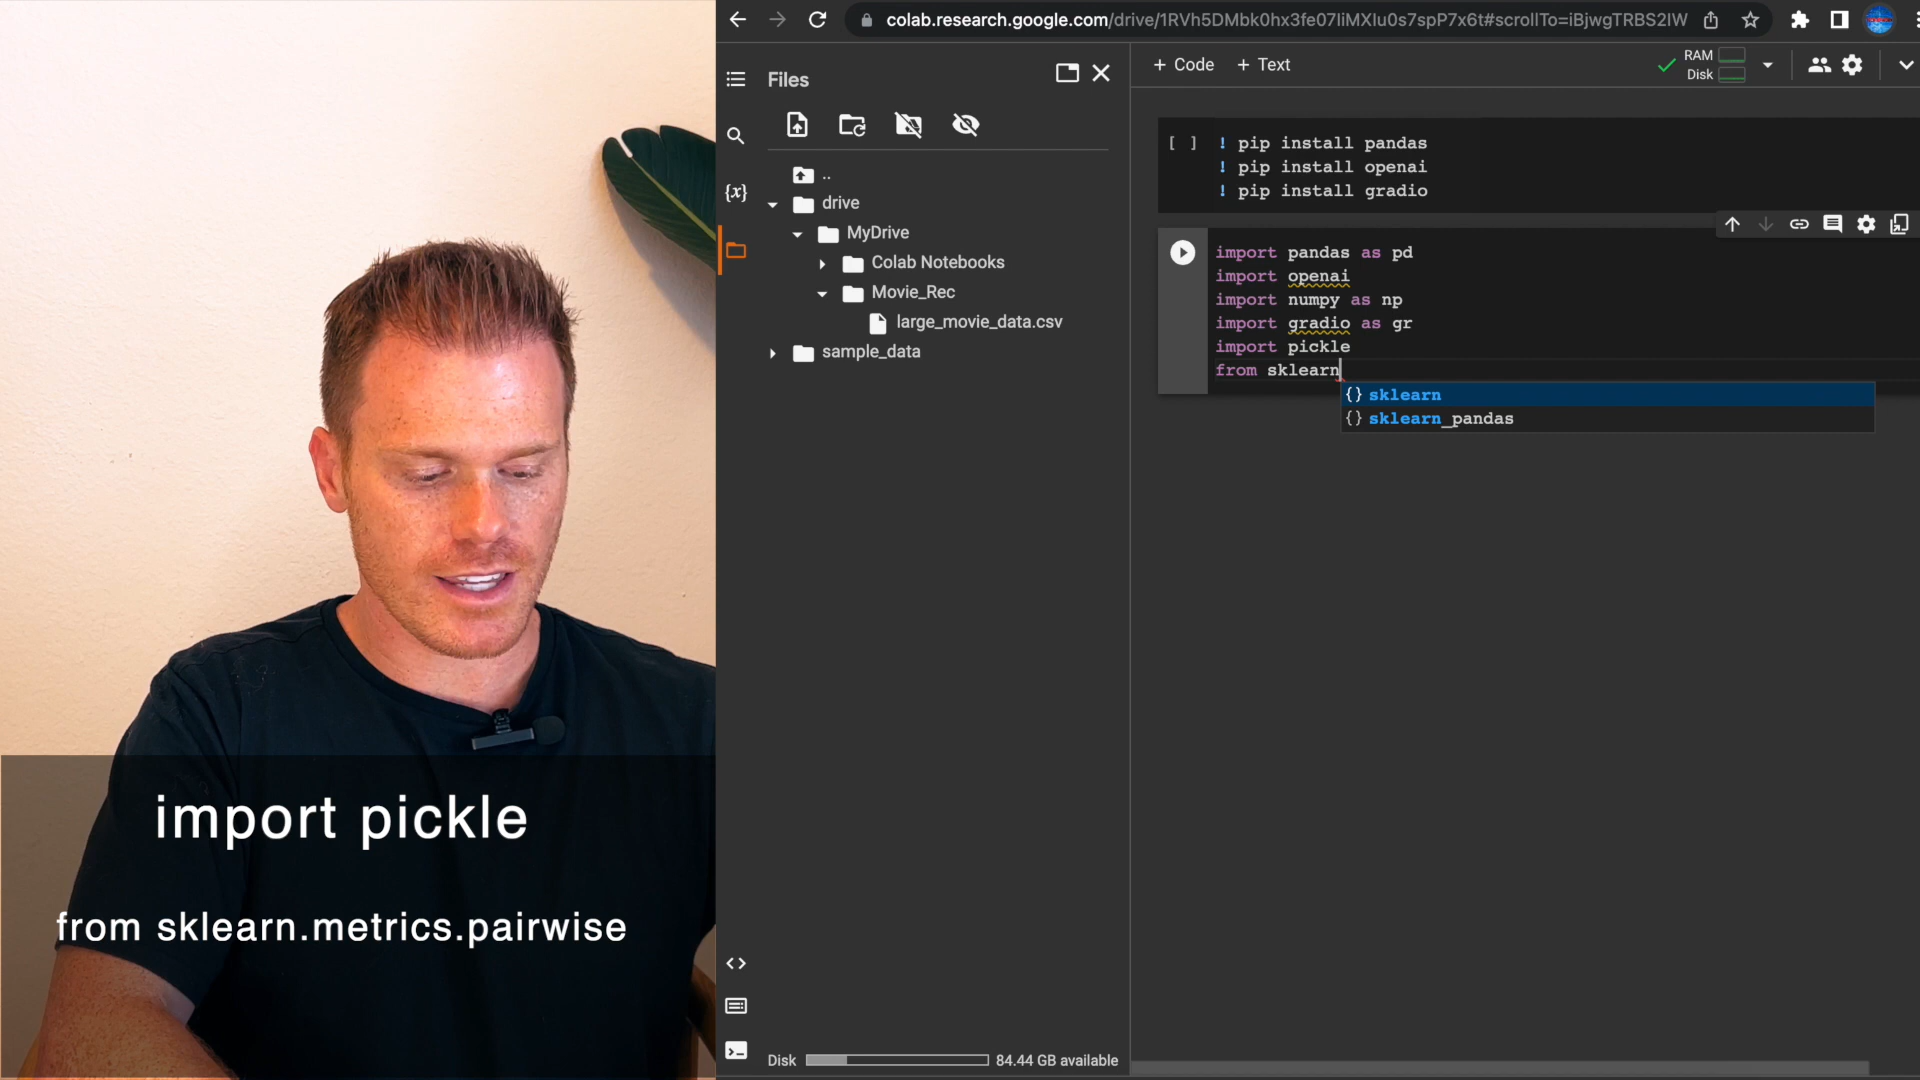 import pickle
from sklearn.metrics.pairwise
colab.research.google.com/drive/1RVh5DMbk0hx3fe07IiMXIu0s7spP7x6t#scrollTo=iBjwgTRBS2IW
Files
..
drive
MyDrive
Colab Notebooks
Movie_Rec
large_movie_data.csv
sample_data
Disk 84.44 GB available
+ Code + Text
RAM
Disk
[ ] ! pip install pandas
! pip install openai
! pip install gradio
import pandas as pd
import openai
import numpy as np
import gradio as gr
import pickle
from sklearn
{} sklearn
{} sklearn_pandas
{x}